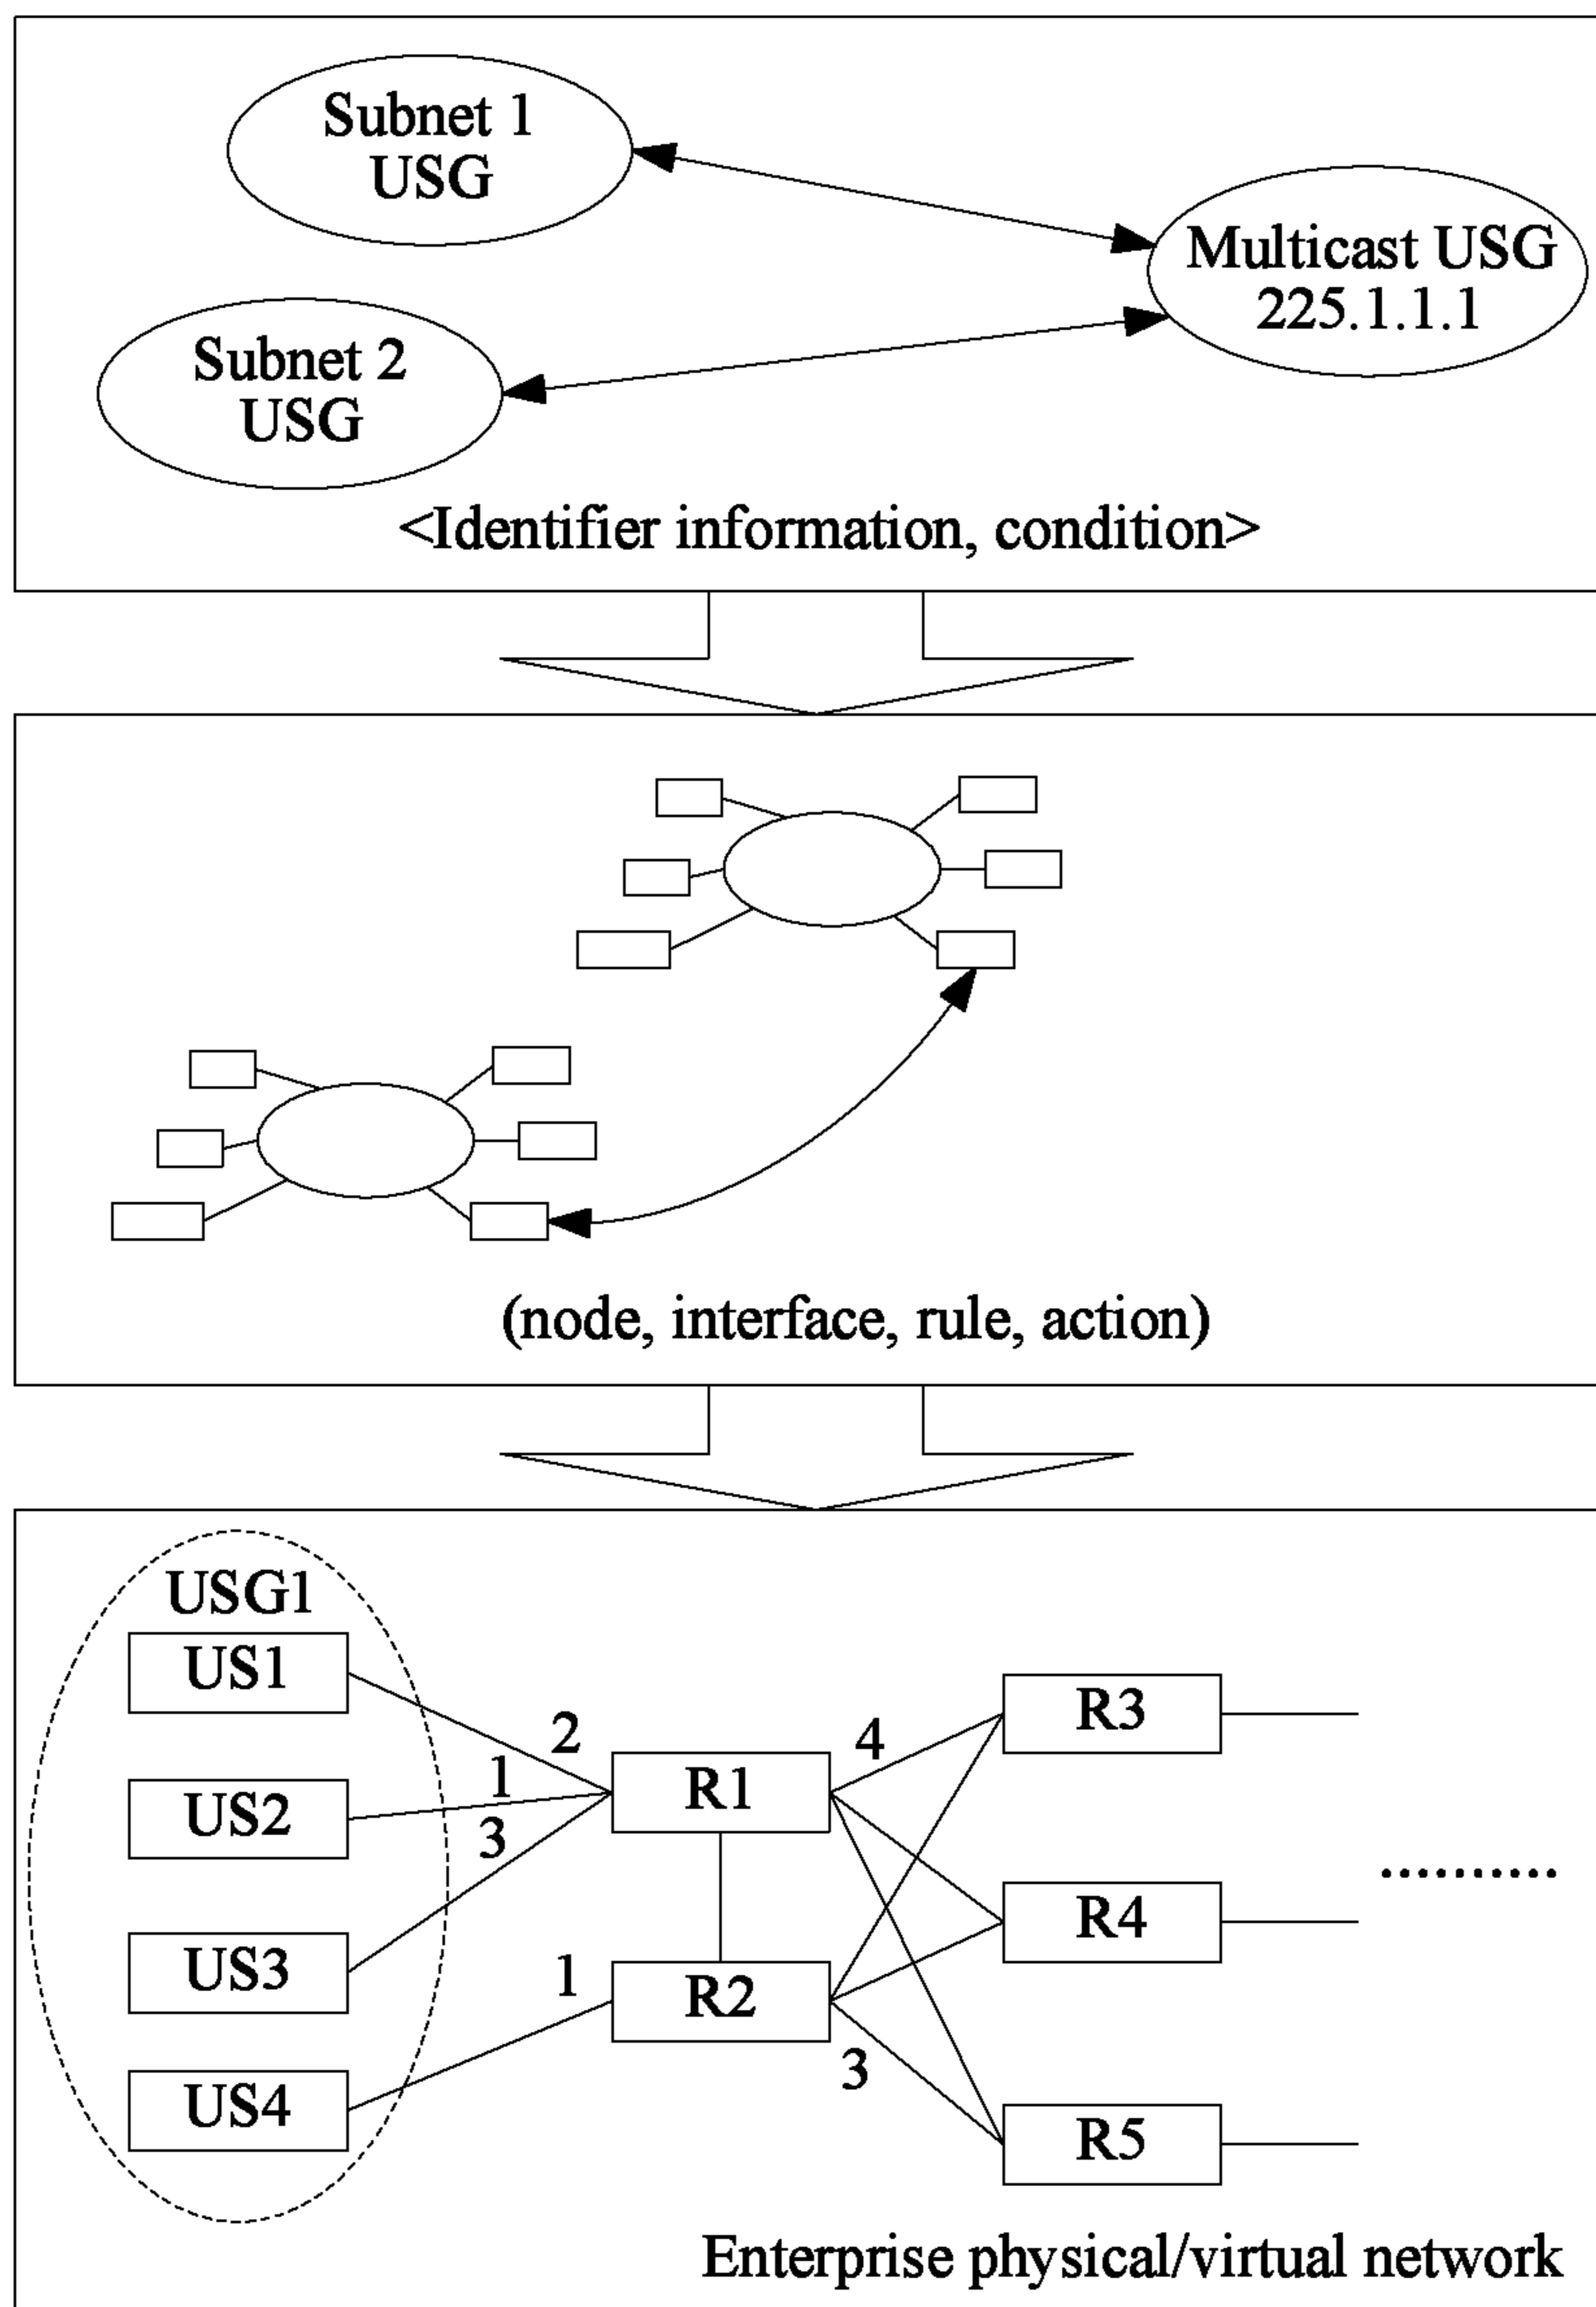 Subnet 1
USG
Multicast USG
225.1.1.1
Subnet 2
USG
<Identifier information, condition>
(node, interface, rule, action)
USG1
US1
2
R3
4
1
R1
US2
3
R4
US3
1
R2
3
US4
R5
Enterprise physical/virtual network